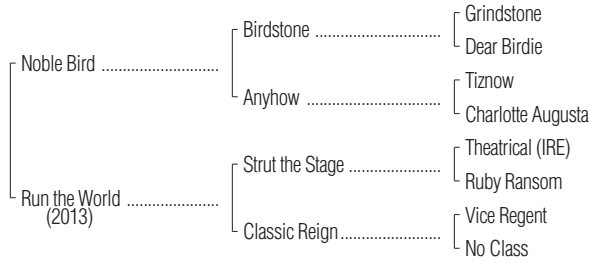 Grindstone
Birdstone
Dear Birdie
Noble Bird
Tiznow
Anyhow
Charlotte Augusta
Theatrical (IRE)
Strut the Stage
Ruby Ransom
Run the World
(2013)
Vice Regent
Classic Reign
No Class